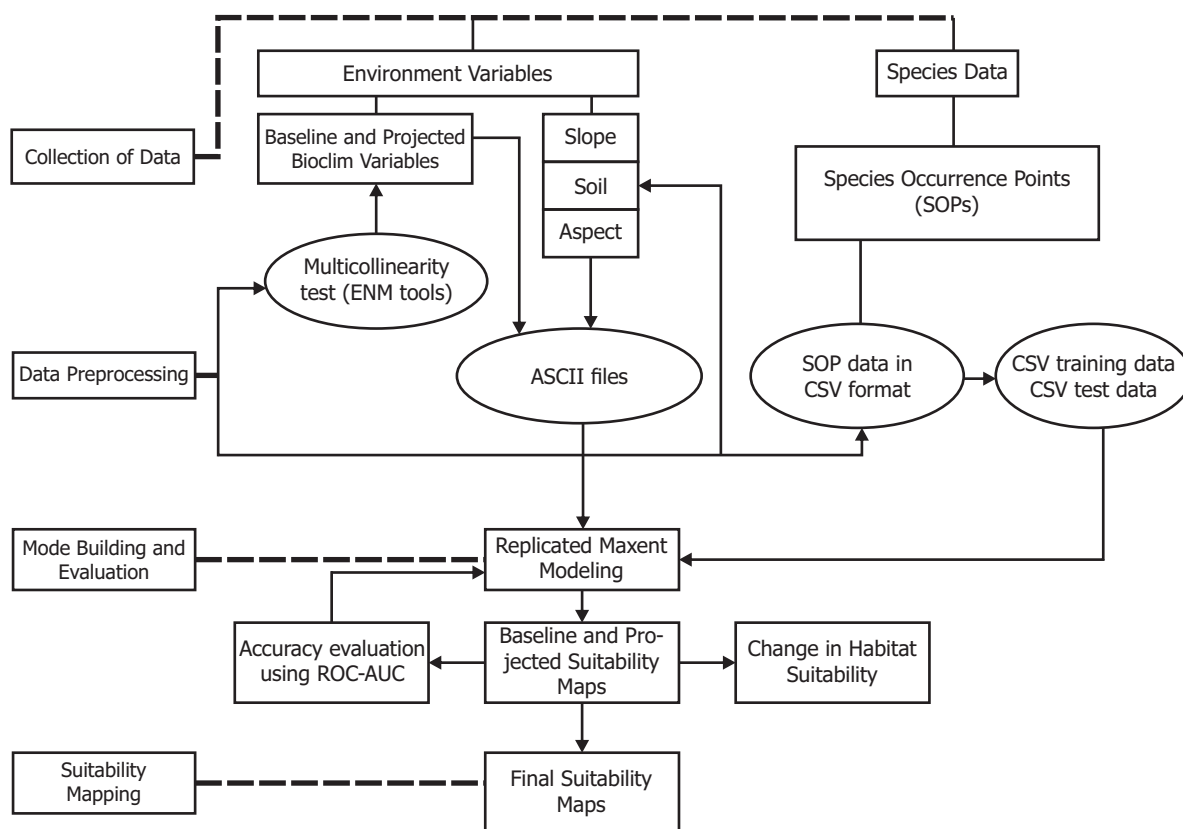 Environment Variables
Species Data
Collection of Data
Baseline and Projected
Bioclim Variables
Slope
Soil
Aspect
Species Occurrence Points
(SOPs)
Multicollinearity
test (ENM tools)
Data Preprocessing
ASCII files
SOP data in
CSV format
CSV training data
CSV test data
Mode Building and
Evaluation
Replicated Maxent
Modeling
Accuracy evaluation
using ROC-AUC
Baseline and Pro-
jected Suitability
Maps
Change in Habitat
Suitability
Suitability
Mapping
Final Suitability
Maps